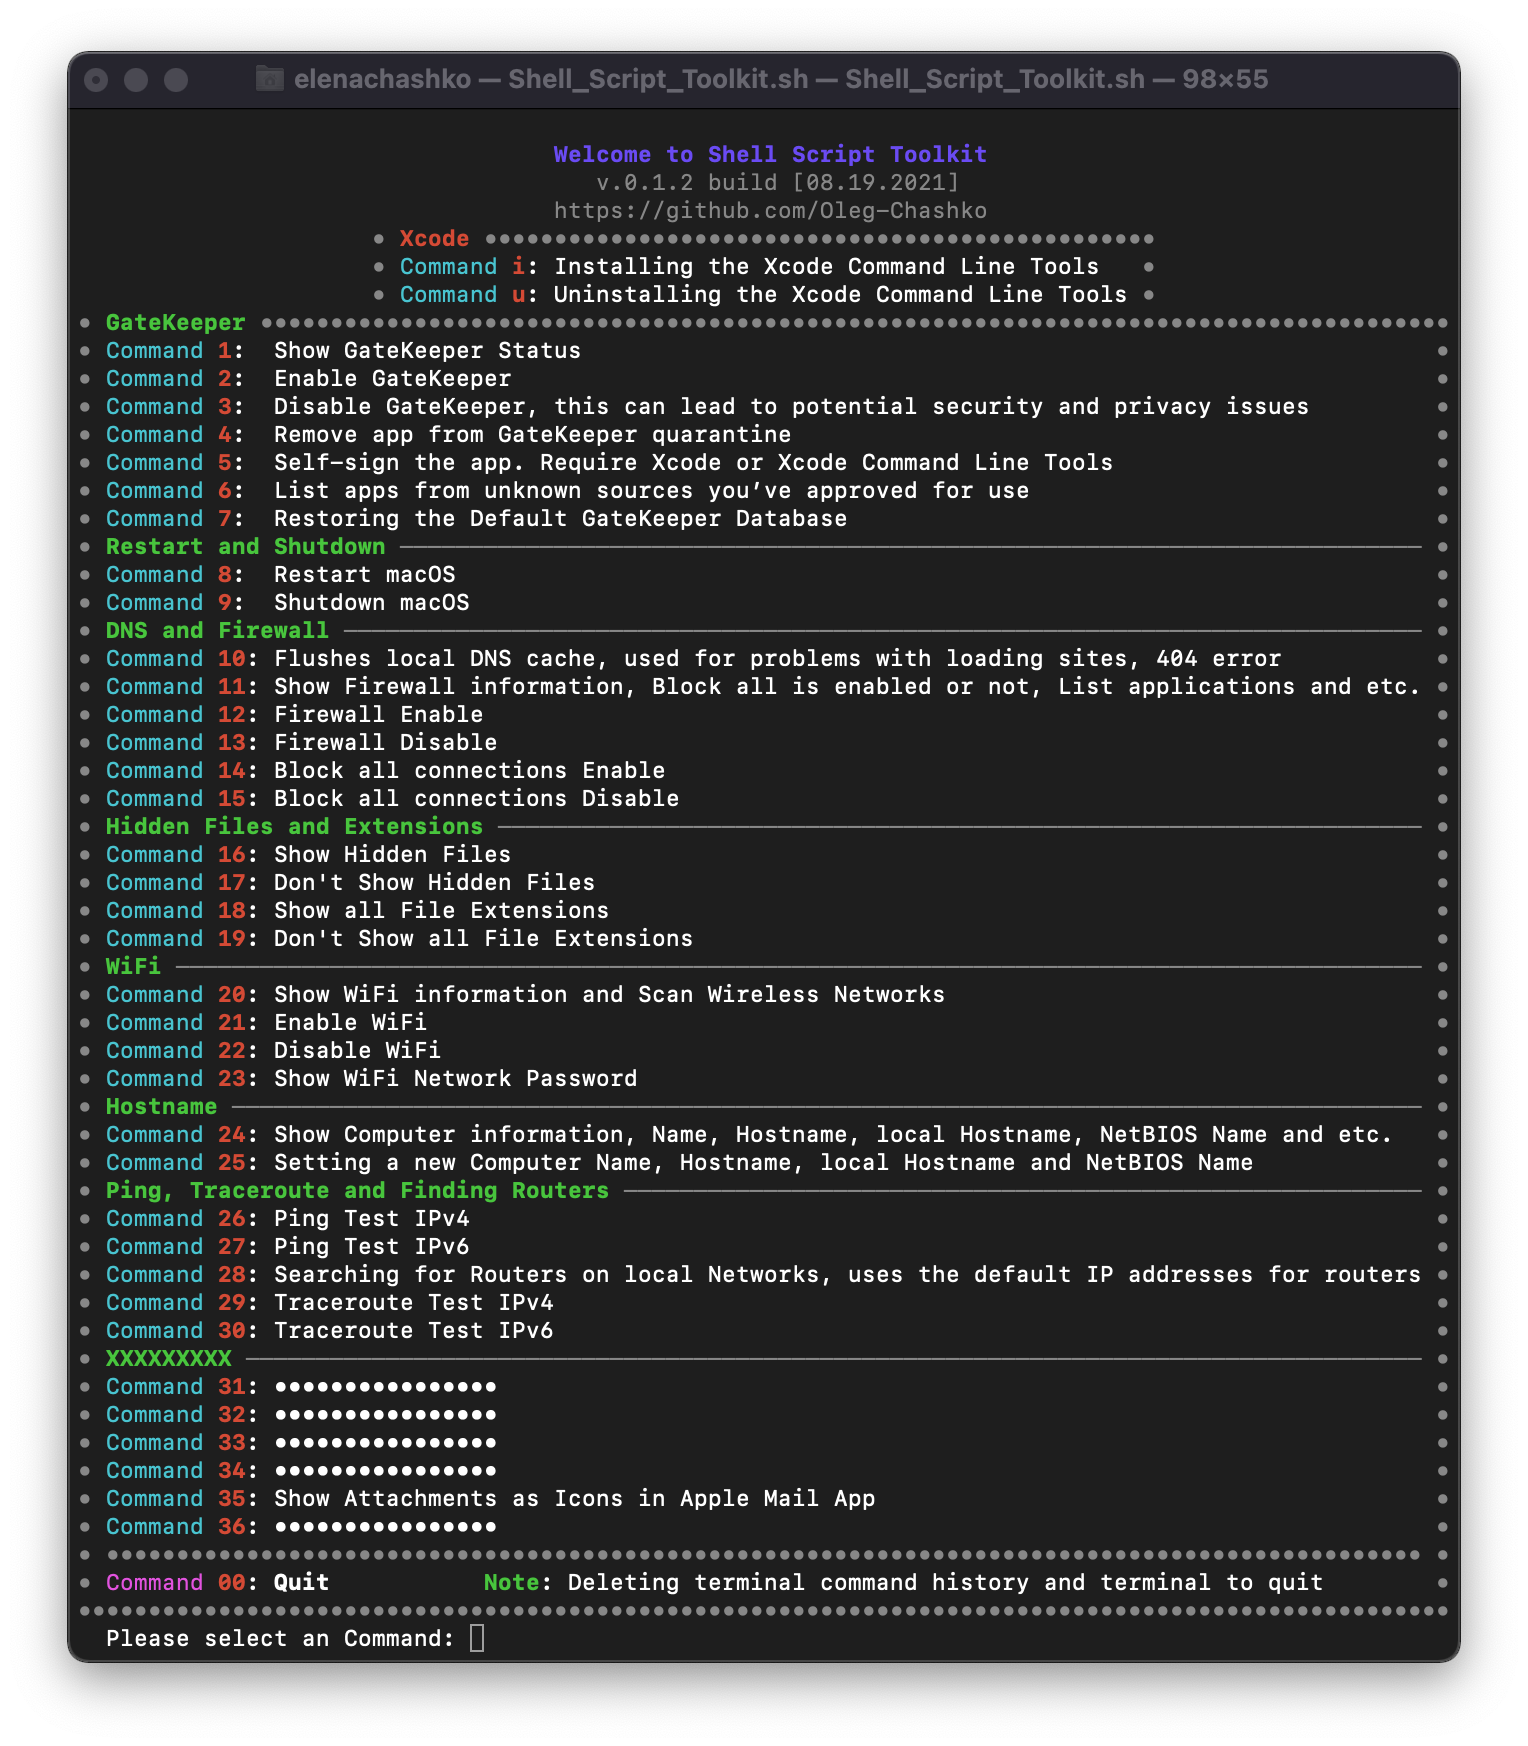 elenachashko — Shell_Script_Toolkit.sh — Shell_Script_Toolkit.sh — 98×55
Welcome to Shell Script Toolkit
v.0.1.2 build [08.19.2021]
https://github.com/Oleg-Chashko
● Xcode ●●●●●●●●●●●●●●●●●●●●●●●●●●●●●●●●●●●●●●●●●●●●●●●●
● Command i: Installing the Xcode Command Line Tools ●
● Command u: Uninstalling the Xcode Command Line Tools ●
● GateKeeper ●●●●●●●●●●●●●●●●●●●●●●●●●●●●●●●●●●●●●●●●●●●●●●●●●●●●●●●●●●●●●●●●●●●●●●●●●●●●●●●●●●●●●
● Command 1: Show GateKeeper Status ●
● Command 2: Enable GateKeeper ●
● Command 3: Disable GateKeeper, this can lead to potential security and privacy issues ●
● Command 4: Remove app from GateKeeper quarantine ●
● Command 5: Self-sign the app. Require Xcode or Xcode Command Line Tools ●
● Command 6: List apps from unknown sources you’ve approved for use ●
● Command 7: Restoring the Default GateKeeper Database ●
● Restart and Shutdown ●
● Command 8: Restart macOS ●
● Command 9: Shutdown macOS ●
● DNS and Firewall ●
● Command 10: Flushes local DNS cache, used for problems with loading sites, 404 error ●
● Command 11: Show Firewall information, Block all is enabled or not, List applications and etc. ●
● Command 12: Firewall Enable ●
● Command 13: Firewall Disable ●
● Command 14: Block all connections Enable ●
● Command 15: Block all connections Disable ●
● Hidden Files and Extensions ●
● Command 16: Show Hidden Files ●
● Command 17: Don't Show Hidden Files ●
● Command 18: Show all File Extensions ●
● Command 19: Don't Show all File Extensions ●
● WiFi ●
● Command 20: Show WiFi information and Scan Wireless Networks ●
● Command 21: Enable WiFi ●
● Command 22: Disable WiFi ●
● Command 23: Show WiFi Network Password ●
● Hostname ●
● Command 24: Show Computer information, Name, Hostname, local Hostname, NetBIOS Name and etc. ●
● Command 25: Setting a new Computer Name, Hostname, local Hostname and NetBIOS Name ●
● Ping, Traceroute and Finding Routers ●
● Command 26: Ping Test IPv4 ●
● Command 27: Ping Test IPv6 ●
● Command 28: Searching for Routers on local Networks, uses the default IP addresses for routers ●
● Command 29: Traceroute Test IPv4 ●
● Command 30: Traceroute Test IPv6 ●
● XXXXXXXXX ●
● Command 31: ●●●●●●●●●●●●●●●● ●
● Command 32: ●●●●●●●●●●●●●●●● ●
● Command 33: ●●●●●●●●●●●●●●●● ●
● Command 34: ●●●●●●●●●●●●●●●● ●
● Command 35: Show Attachments as Icons in Apple Mail App ●
● Command 36: ●●●●●●●●●●●●●●●● ●
● Command 00: Quit Note: Deleting terminal command history and terminal to quit ●
Please select an Command: